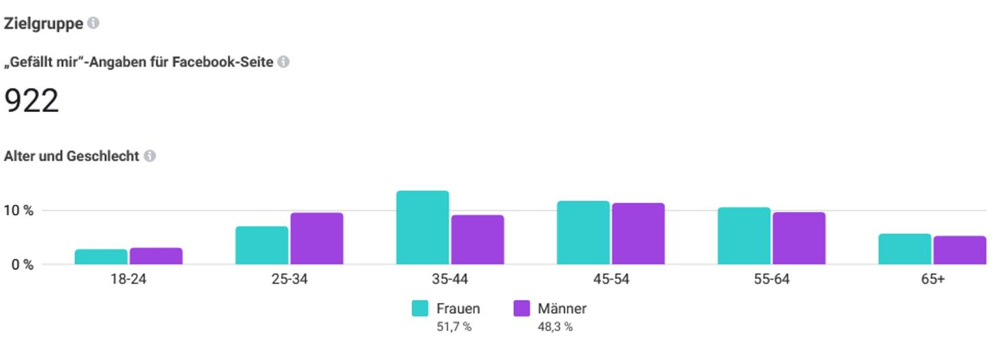 Zielgruppe
„Gefällt mir“-Angaben für Facebook-Seite
922
Alter und Geschlecht
10 %
0 %
18-24 25-34 35-44 45-54 55-64 65+
Frauen Männer
51,7 % 48,3 %